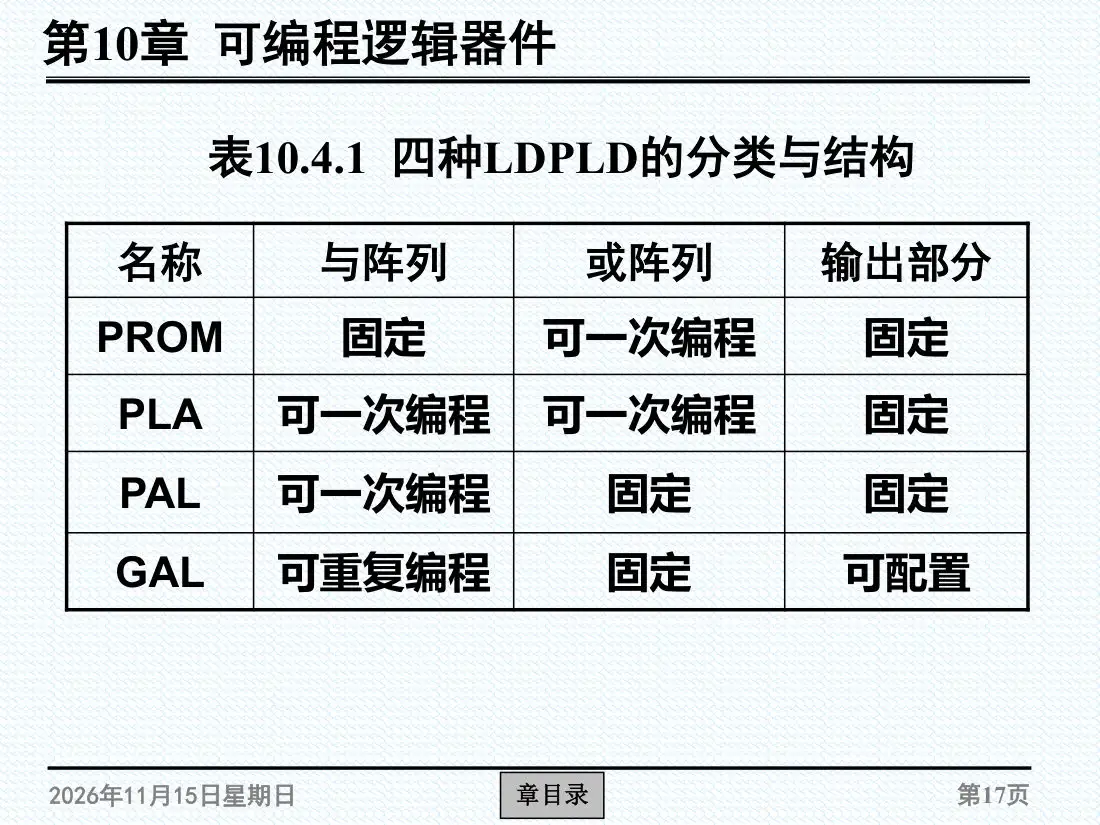 第10章 可编程逻辑器件
表10.4.1 四种LDPLD的分类与结构
名称 与阵列 或阵列 输出部分
PROM 固定 可一次编程 固定
PLA 可一次编程 可一次编程 固定
PAL 可一次编程 固定 固定
GAL 可重复编程 固定 可配置
2026年11月15日星期日 章目录 第17页